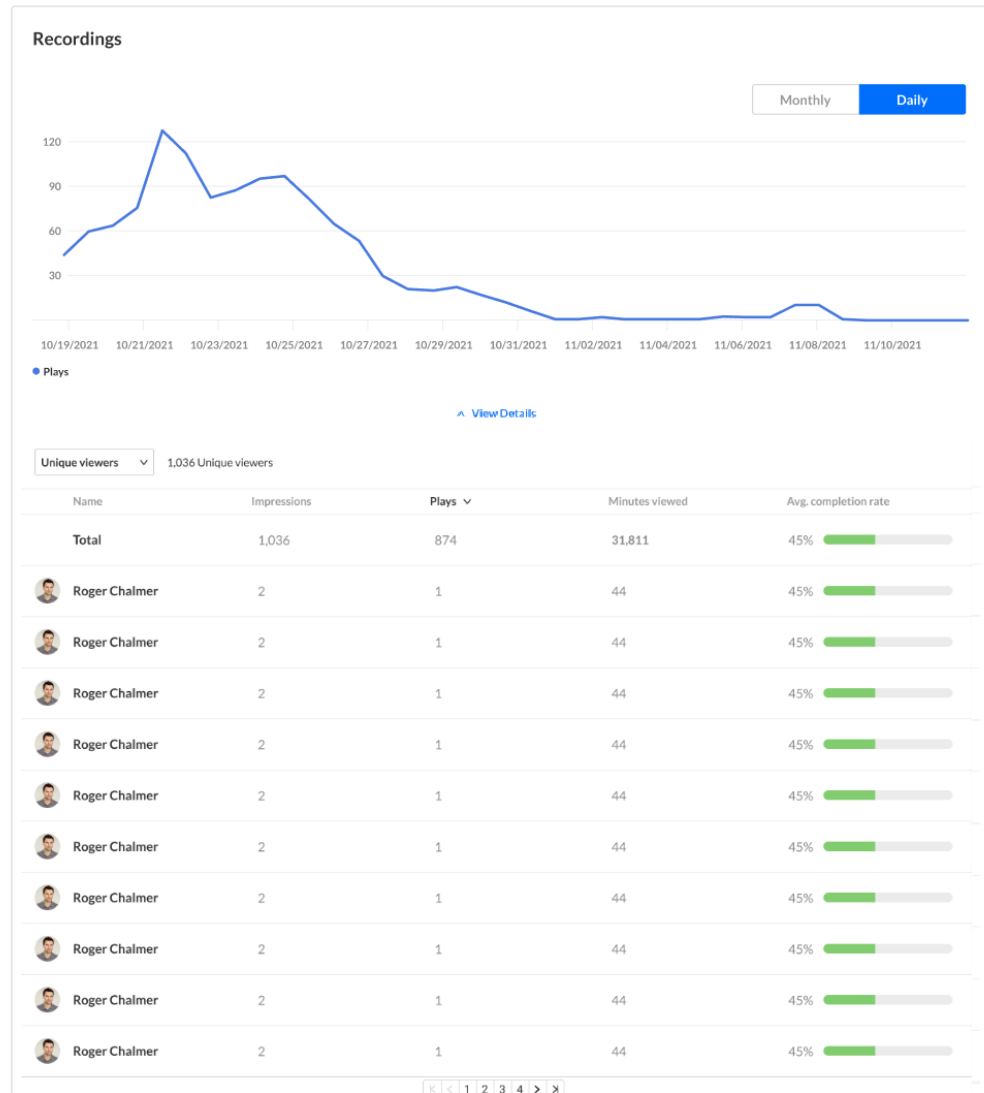 Recordings
Monthly Daily
120
90
60
30
10/19/2021 10/21/2021 10/23/2021 10/25/2021 10/27/2021 10/29/2021 10/31/2021 11/02/2021 11/04/2021 11/06/2021 11/08/2021 11/10/2021
Plays
View Details
Unique viewers 1,036 Unique viewers
Name Impressions Plays Minutes viewed Avg. completion rate
Total 1,036 874 31,811 45%
Roger Chalmer 2 1 44 45%
Roger Chalmer 2 1 44 45%
Roger Chalmer 2 1 44 45%
Roger Chalmer 2 1 44 45%
Roger Chalmer 2 1 44 45%
Roger Chalmer 2 1 44 45%
Roger Chalmer 2 1 44 45%
Roger Chalmer 2 1 44 45%
Roger Chalmer 2 1 44 45%
Roger Chalmer 2 1 44 45%
1 2 3 4